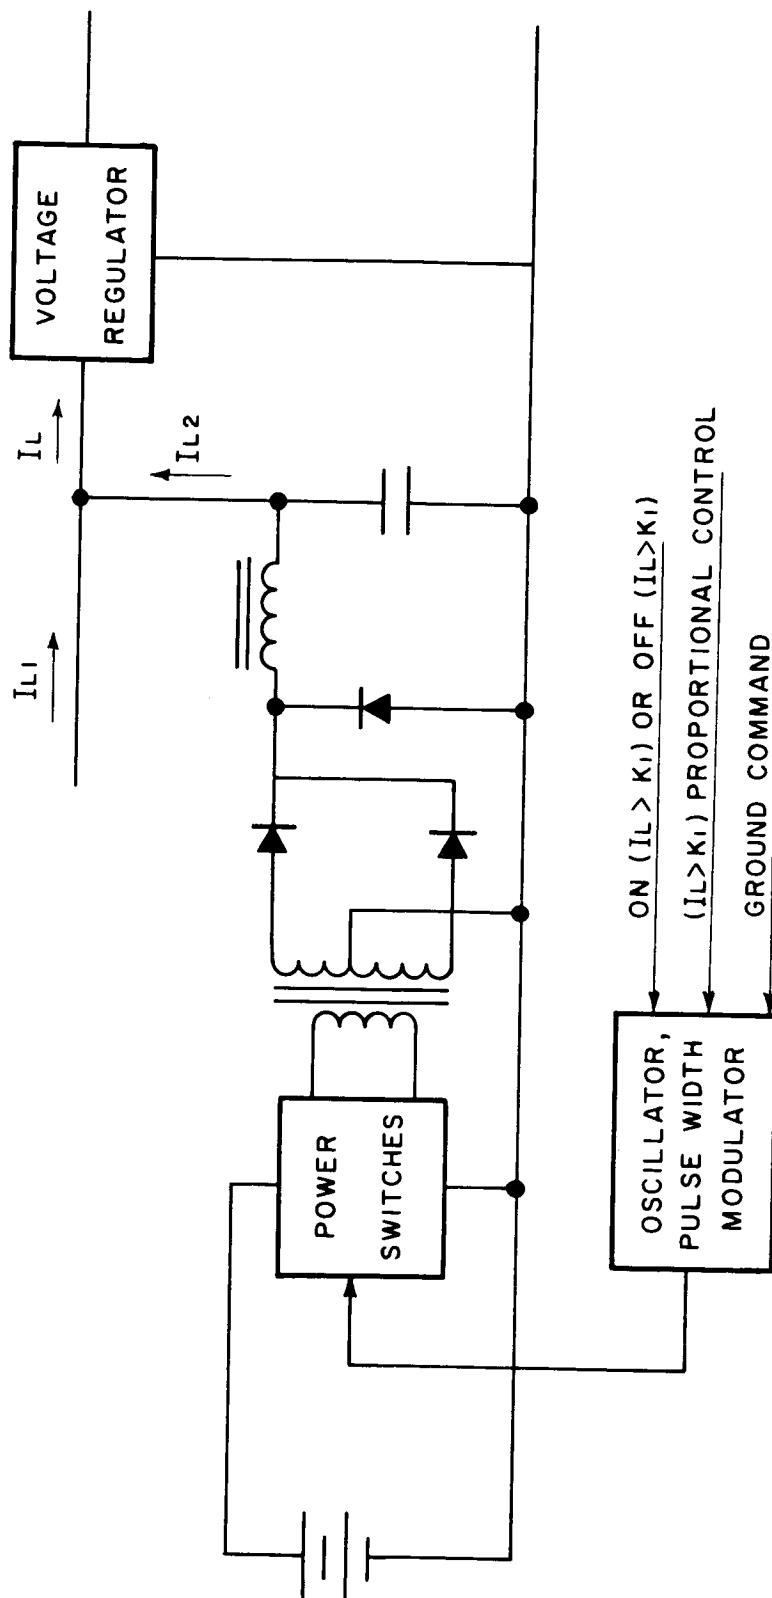 VOLTAGE
REGULATOR
IL
IL2
IL1
POWER
SWITCHES
OSCILLATOR,
PULSE WIDTH
MODULATOR
ON (IL > K1) OR OFF (IL>K1)
(IL>K1) PROPORTIONAL CONTROL
GROUND COMMAND